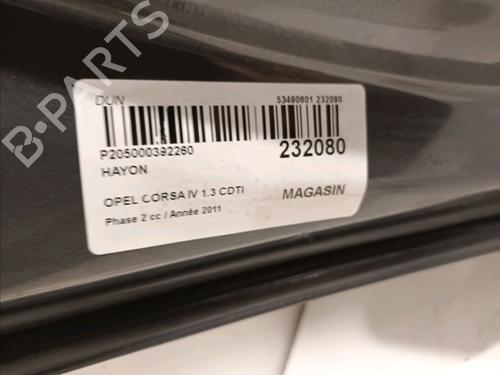 B-PARTS
DUN
53490601 232080
P205000392260
232080
HAYON
OPEL CORSA IV 1.3 CDTI
MAGASIN
Phase 2 cc / Année 2011